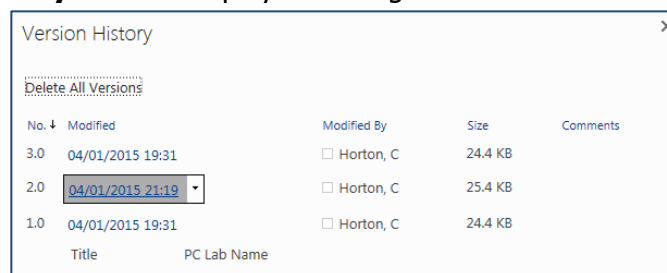 Version History
Delete All Versions
No. Modified Modified By Size Comments
3.0 04/01/2015 19:31 Horton, C 24.4 KB
2.0 04/01/2015 21:19 Horton, C 25.4 KB
1.0 04/01/2015 19:31 Horton, C 24.4 KB
Title PC Lab Name